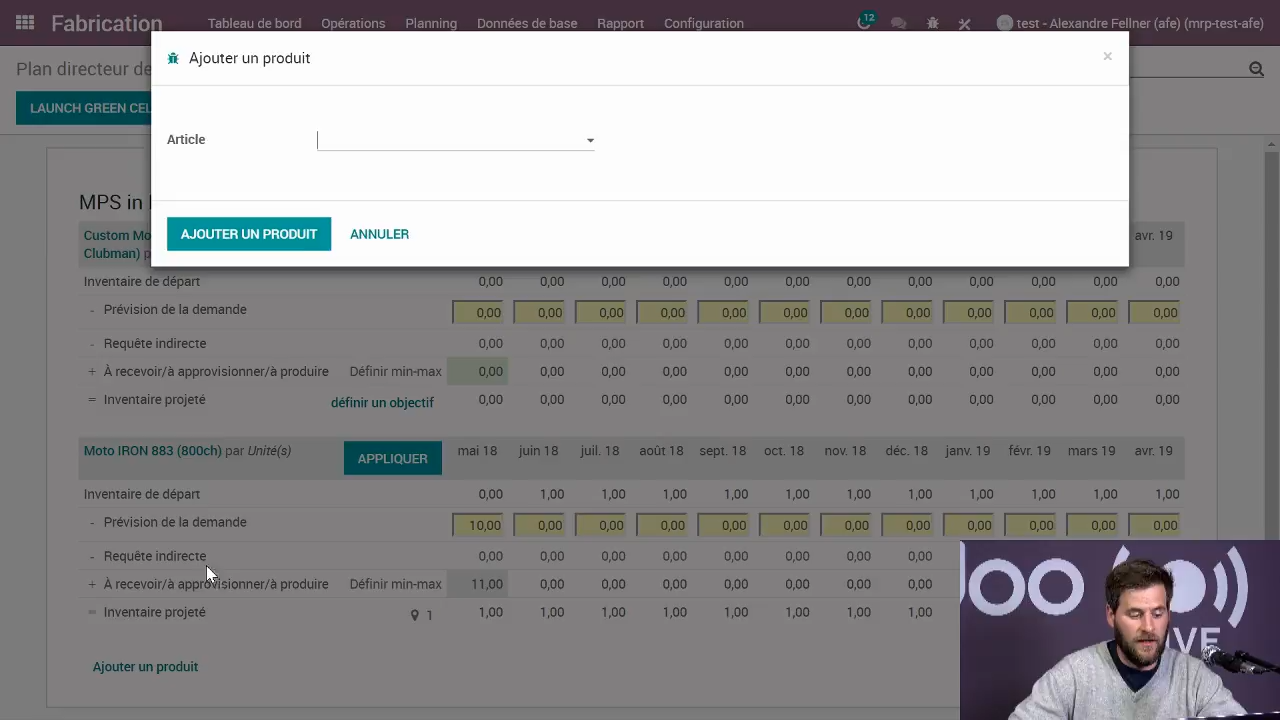 Fabrication Tableau de bord Opérations Planning Données de base Rapport Configuration 12 test - Alexandre Fellner (afe) (mrp-test-afe)
Ajouter un produit ×
Plan directeur de
LAUNCH GREEN CEL
Article
AJOUTER UN PRODUIT ANNULER
MPS in
Custom Mo
Clubman) p
avr. 19
Inventaire de départ 0,00 0,00 0,00 0,00 0,00 0,00 0,00 0,00 0,00 0,00 0,00 0,00
- Prévision de la demande 0,00 0,00 0,00 0,00 0,00 0,00 0,00 0,00 0,00 0,00 0,00 0,00
- Requête indirecte 0,00 0,00 0,00 0,00 0,00 0,00 0,00 0,00 0,00 0,00 0,00 0,00
+ À recevoir/à approvisionner/à produire Définir min-max 0,00 0,00 0,00 0,00 0,00 0,00 0,00 0,00 0,00 0,00 0,00 0,00
= Inventaire projeté définir un objectif 0,00 0,00 0,00 0,00 0,00 0,00 0,00 0,00 0,00 0,00 0,00 0,00
Moto IRON 883 (800ch) par Unité(s) APPLIQUER mai 18 juin 18 juil. 18 août 18 sept. 18 oct. 18 nov. 18 déc. 18 janv. 19 févr. 19 mars 19 avr. 19
Inventaire de départ 0,00 1,00 1,00 1,00 1,00 1,00 1,00 1,00 1,00 1,00 1,00 1,00
- Prévision de la demande 10,00 0,00 0,00 0,00 0,00 0,00 0,00 0,00 0,00 0,00 0,00 0,00
- Requête indirecte 0,00 0,00 0,00 0,00 0,00 0,00 0,00 0,00
+ À recevoir/à approvisionner/à produire Définir min-max 11,00 0,00 0,00 0,00 0,00 0,00 0,00 0,00
= Inventaire projeté 1 1,00 1,00 1,00 1,00 1,00 1,00 1,00 1,00
Ajouter un produit